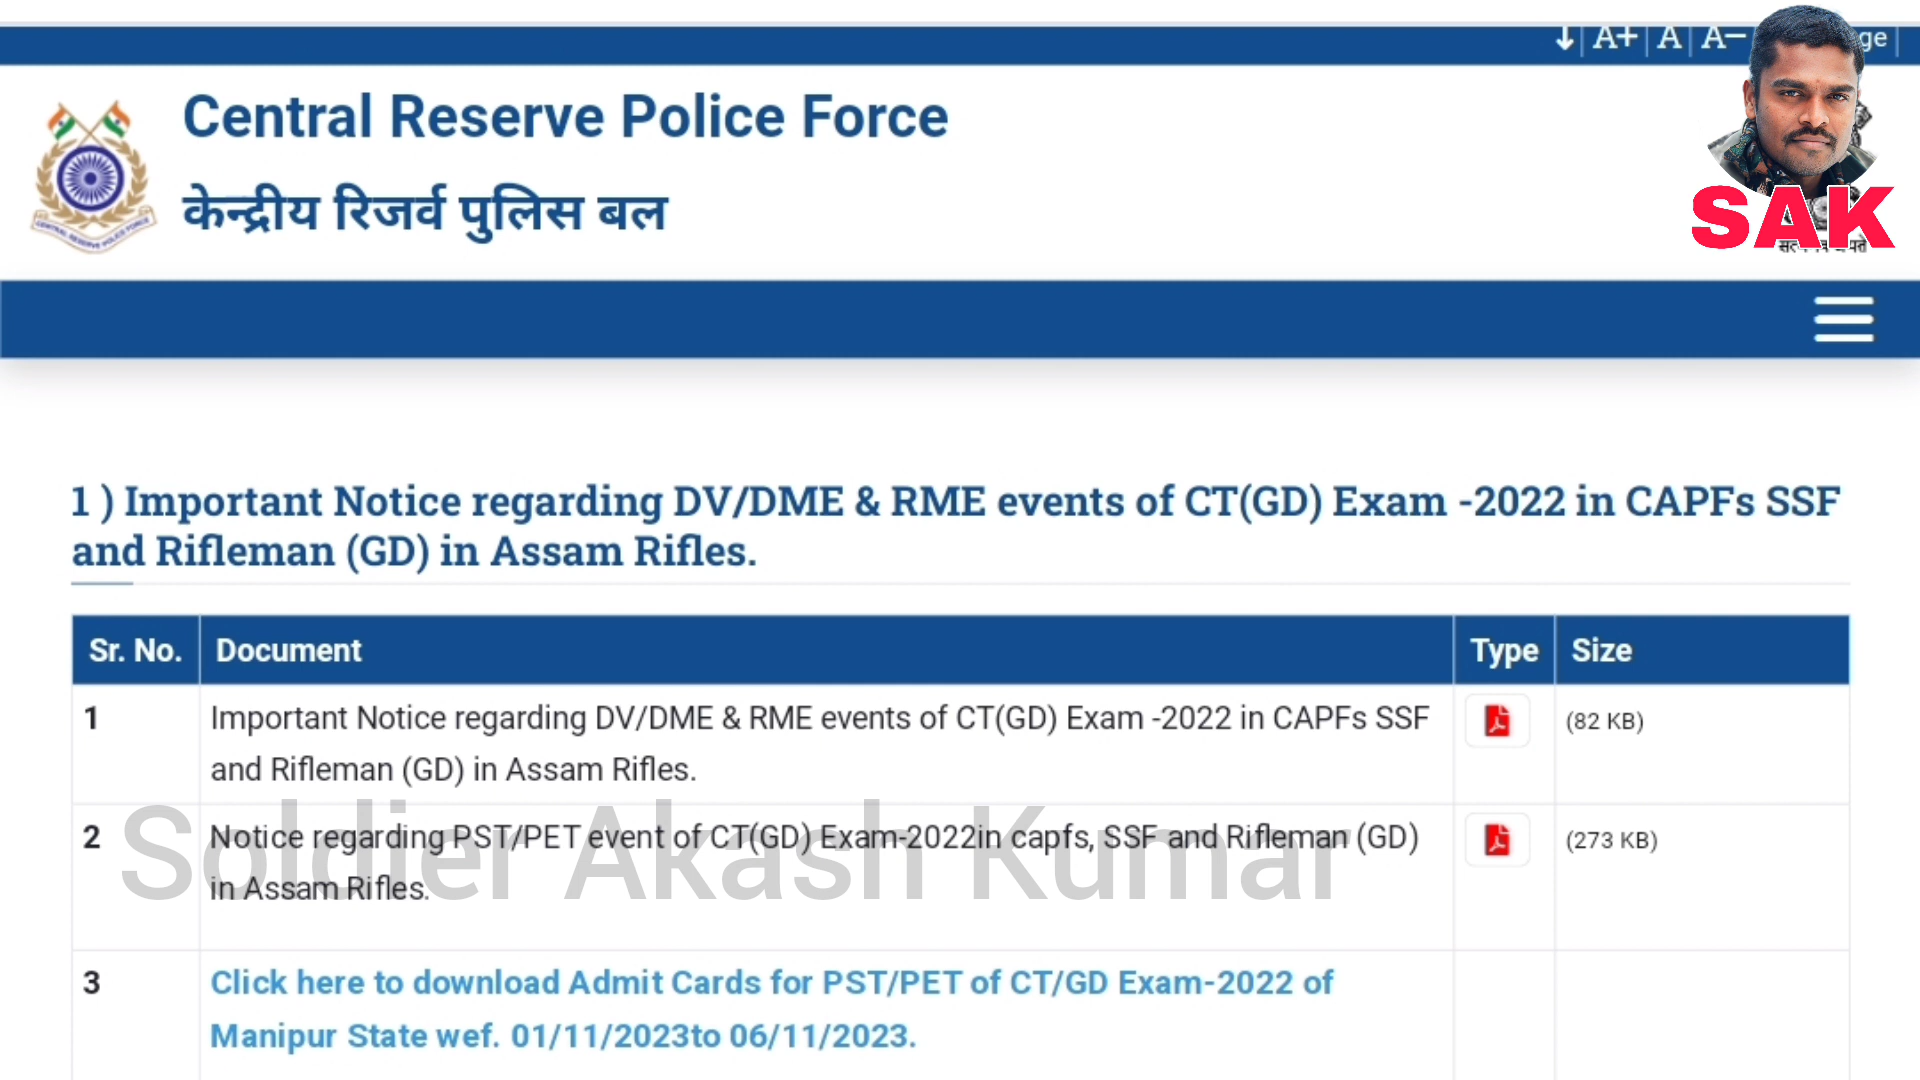 ↓ A+ A A− ge
Central Reserve Police Force
केन्द्रीय रिजर्व पुलिस बल
CENTRAL RESERVE POLICE FORCE
SAK
1 ) Important Notice regarding DV/DME & RME events of CT(GD) Exam -2022 in CAPFs SSF
and Rifleman (GD) in Assam Rifles.
Sr. No. Document Type Size
1 Important Notice regarding DV/DME & RME events of CT(GD) Exam -2022 in CAPFs SSF (82 KB)
and Rifleman (GD) in Assam Rifles.
Soldier Akash Kumar
2 Notice regarding PST/PET event of CT(GD) Exam-2022in capfs, SSF and Rifleman (GD) (273 KB)
in Assam Rifles.
3 Click here to download Admit Cards for PST/PET of CT/GD Exam-2022 of
Manipur State wef. 01/11/2023to 06/11/2023.